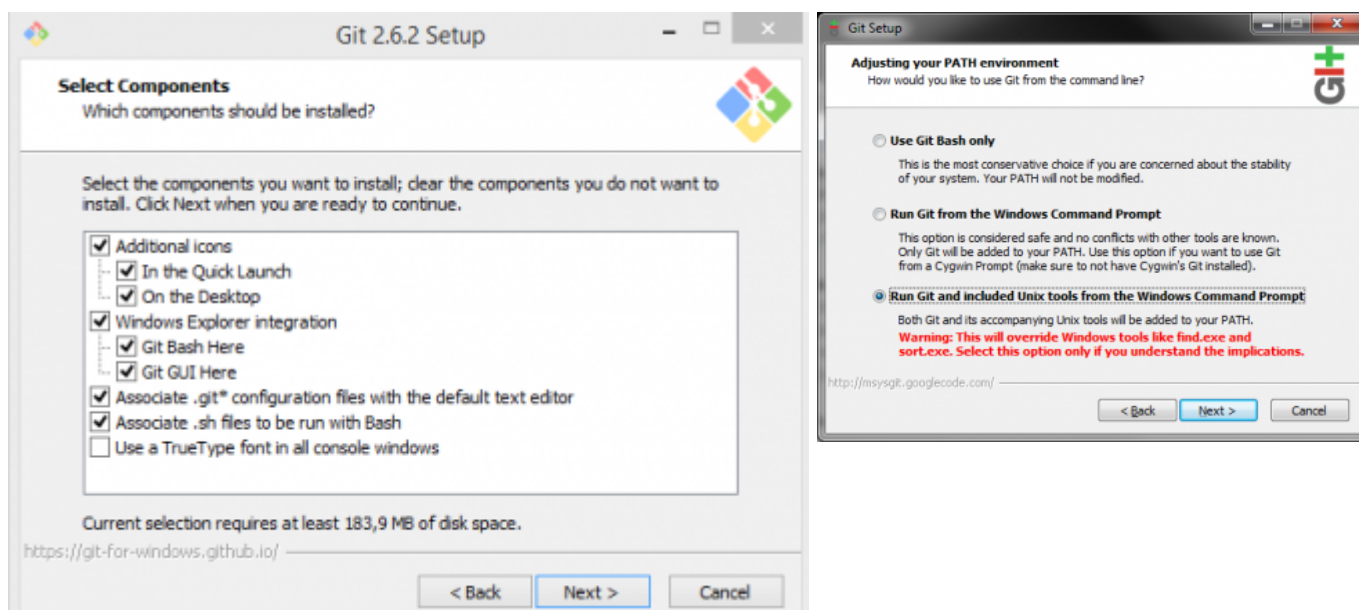 Git 2.6.2 Setup
Select Components
Which components should be installed?
Select the components you want to install; clear the components you do not want to
install. Click Next when you are ready to continue.
Additional icons
In the Quick Launch
On the Desktop
Windows Explorer integration
Git Bash Here
Git GUI Here
Associate .git* configuration files with the default text editor
Associate .sh files to be run with Bash
Use a TrueType font in all console windows
Current selection requires at least 183,9 MB of disk space.
https://git-for-windows.github.io/
< Back
Next >
Cancel
Git Setup
Adjusting your PATH environment
How would you like to use Git from the command line?
Git
Use Git Bash only
This is the most conservative choice if you are concerned about the stability
of your system. Your PATH will not be modified.
Run Git from the Windows Command Prompt
This option is considered safe and no conflicts with other tools are known.
Only Git will be added to your PATH. Use this option if you want to use Git
from a Cygwin Prompt (make sure to not have Cygwin's Git installed).
Run Git and included Unix tools from the Windows Command Prompt
Both Git and its accompanying Unix tools will be added to your PATH.
Warning: This will override Windows tools like find.exe and
sort.exe. Select this option only if you understand the implications.
http://msysgit.googlecode.com/
< Back
Next >
Cancel